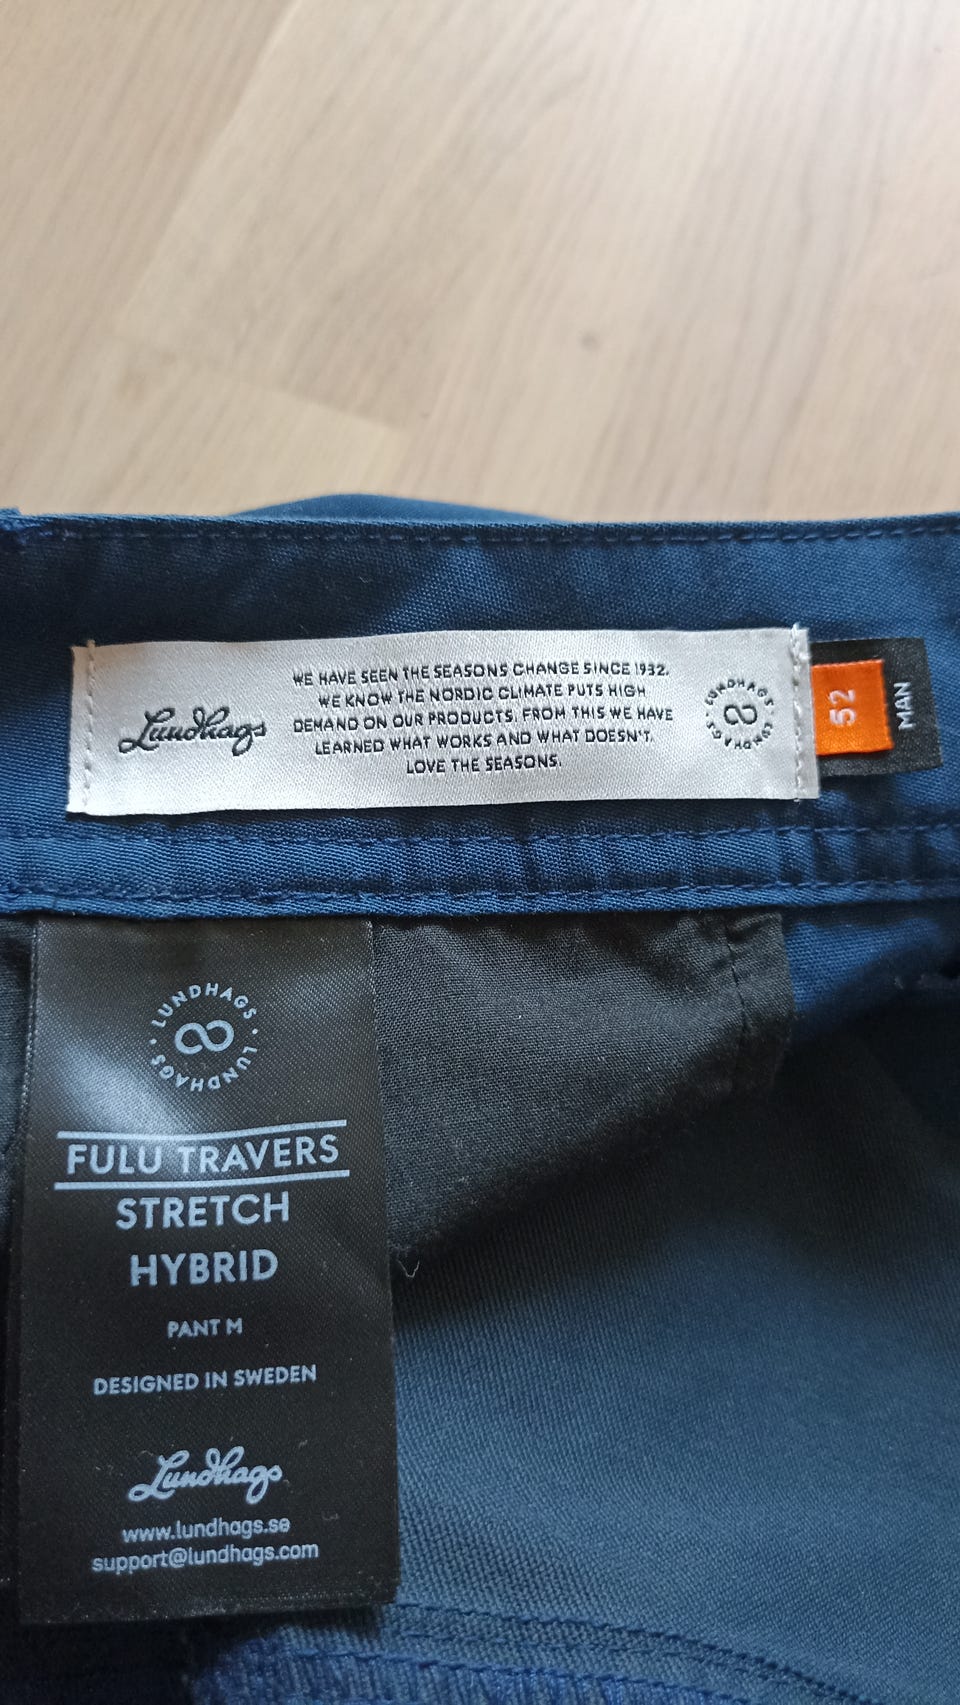 Lundhags
WE HAVE SEEN THE SEASONS CHANGE SINCE 1932.
WE KNOW THE NORDIC CLIMATE PUTS HIGH
DEMAND ON OUR PRODUCTS. FROM THIS WE HAVE
LEARNED WHAT WORKS AND WHAT DOESN'T.
LOVE THE SEASONS.
LUNDHAGS · LUNDHAGS ·
52
MAN
LUNDHAGS · LUNDHAGS ·
FULU TRAVERS
STRETCH
HYBRID
PANT M
DESIGNED IN SWEDEN
Lundhags
www.lundhags.se
support@lundhags.com